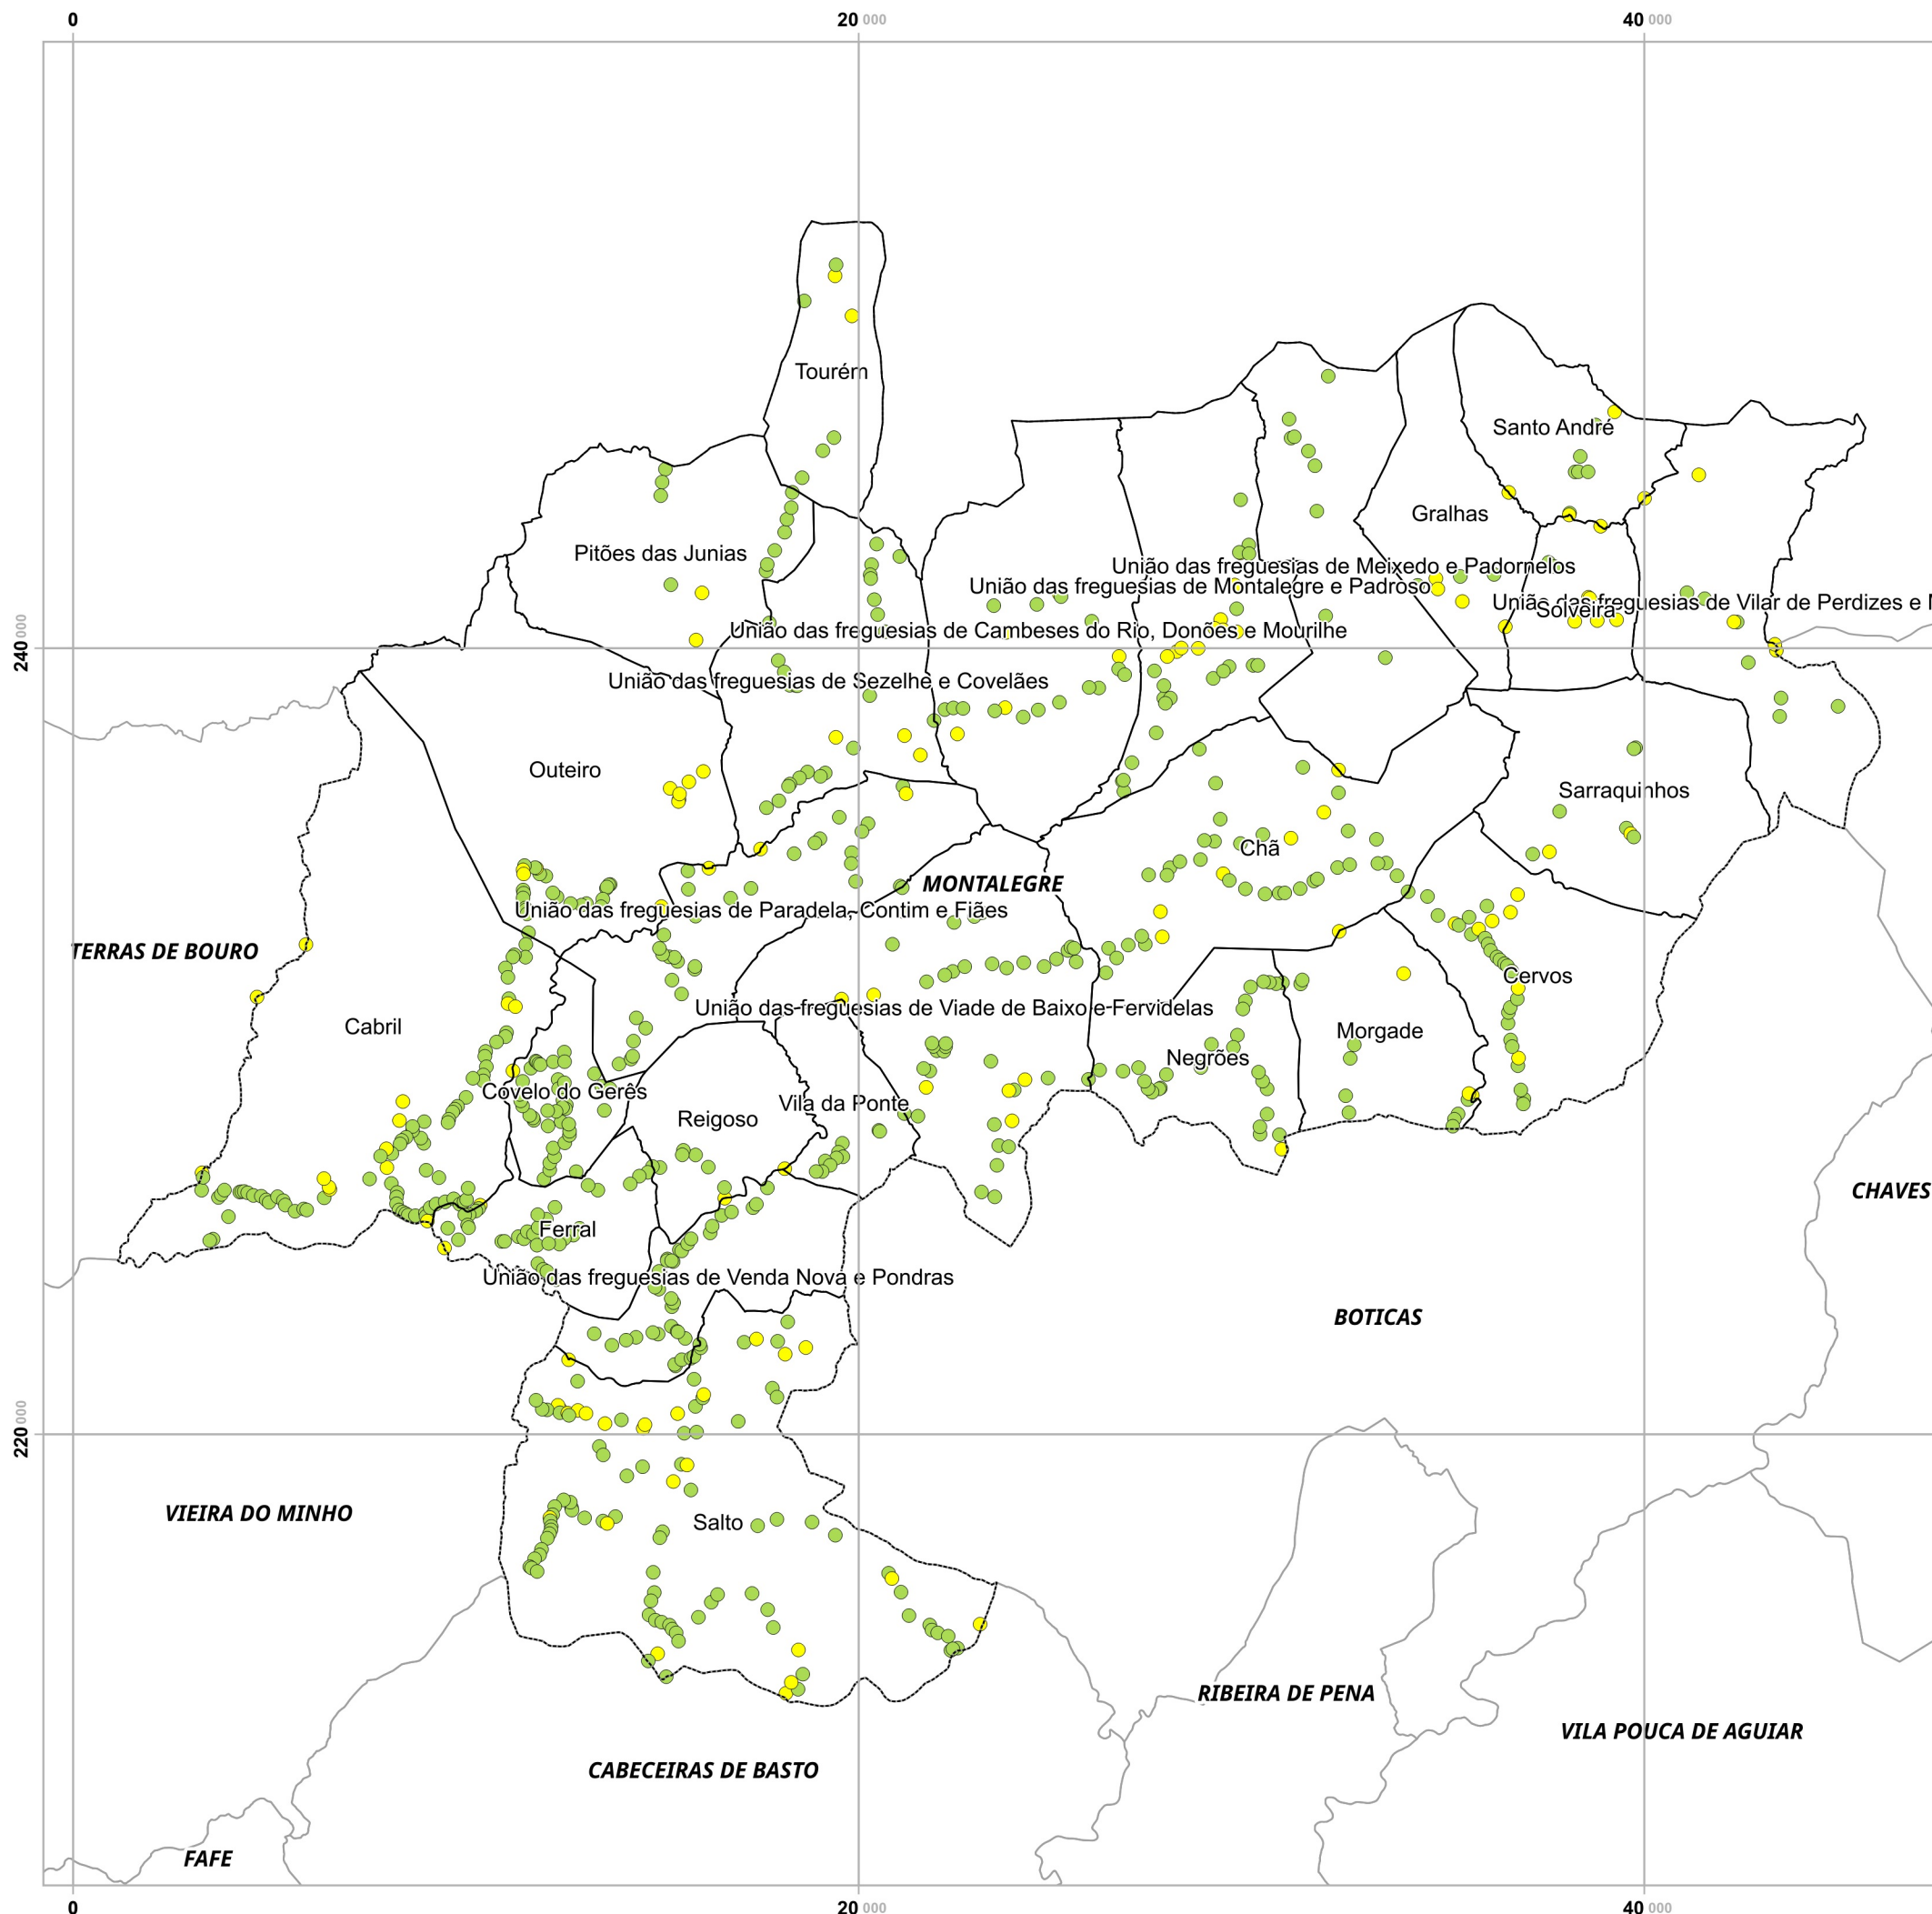 0
20 000
40 000
Tourém
Santo André
Gralhas
Pitões das Junias
União das freguesias de Meixedo e Padornelos
União das freguesias de Montalegre e Padroso
União das freguesias de Vilar de Perdizes e
Solveira
União das freguesias de Cambeses do Rio, Donões e Mourilhe
240 000
União das freguesias de Sezelhe e Covelães
Outeiro
Sarraquinhos
Chã
MONTALEGRE
União das freguesias de Paradela, Contim e Fiães
TERRAS DE BOURO
Cervos
União das freguesias de Viade de Baixo e Fervidelas
Cabril
Morgade
Negrões
Covelo do Gerês
Vila da Ponte
Reigoso
CHAVES
Ferral
União das freguesias de Venda Nova e Pondras
BOTICAS
220 000
VIEIRA DO MINHO
Salto
RIBEIRA DE PENA
VILA POUCA DE AGUIAR
CABECEIRAS DE BASTO
FAFE
0
20 000
40 000